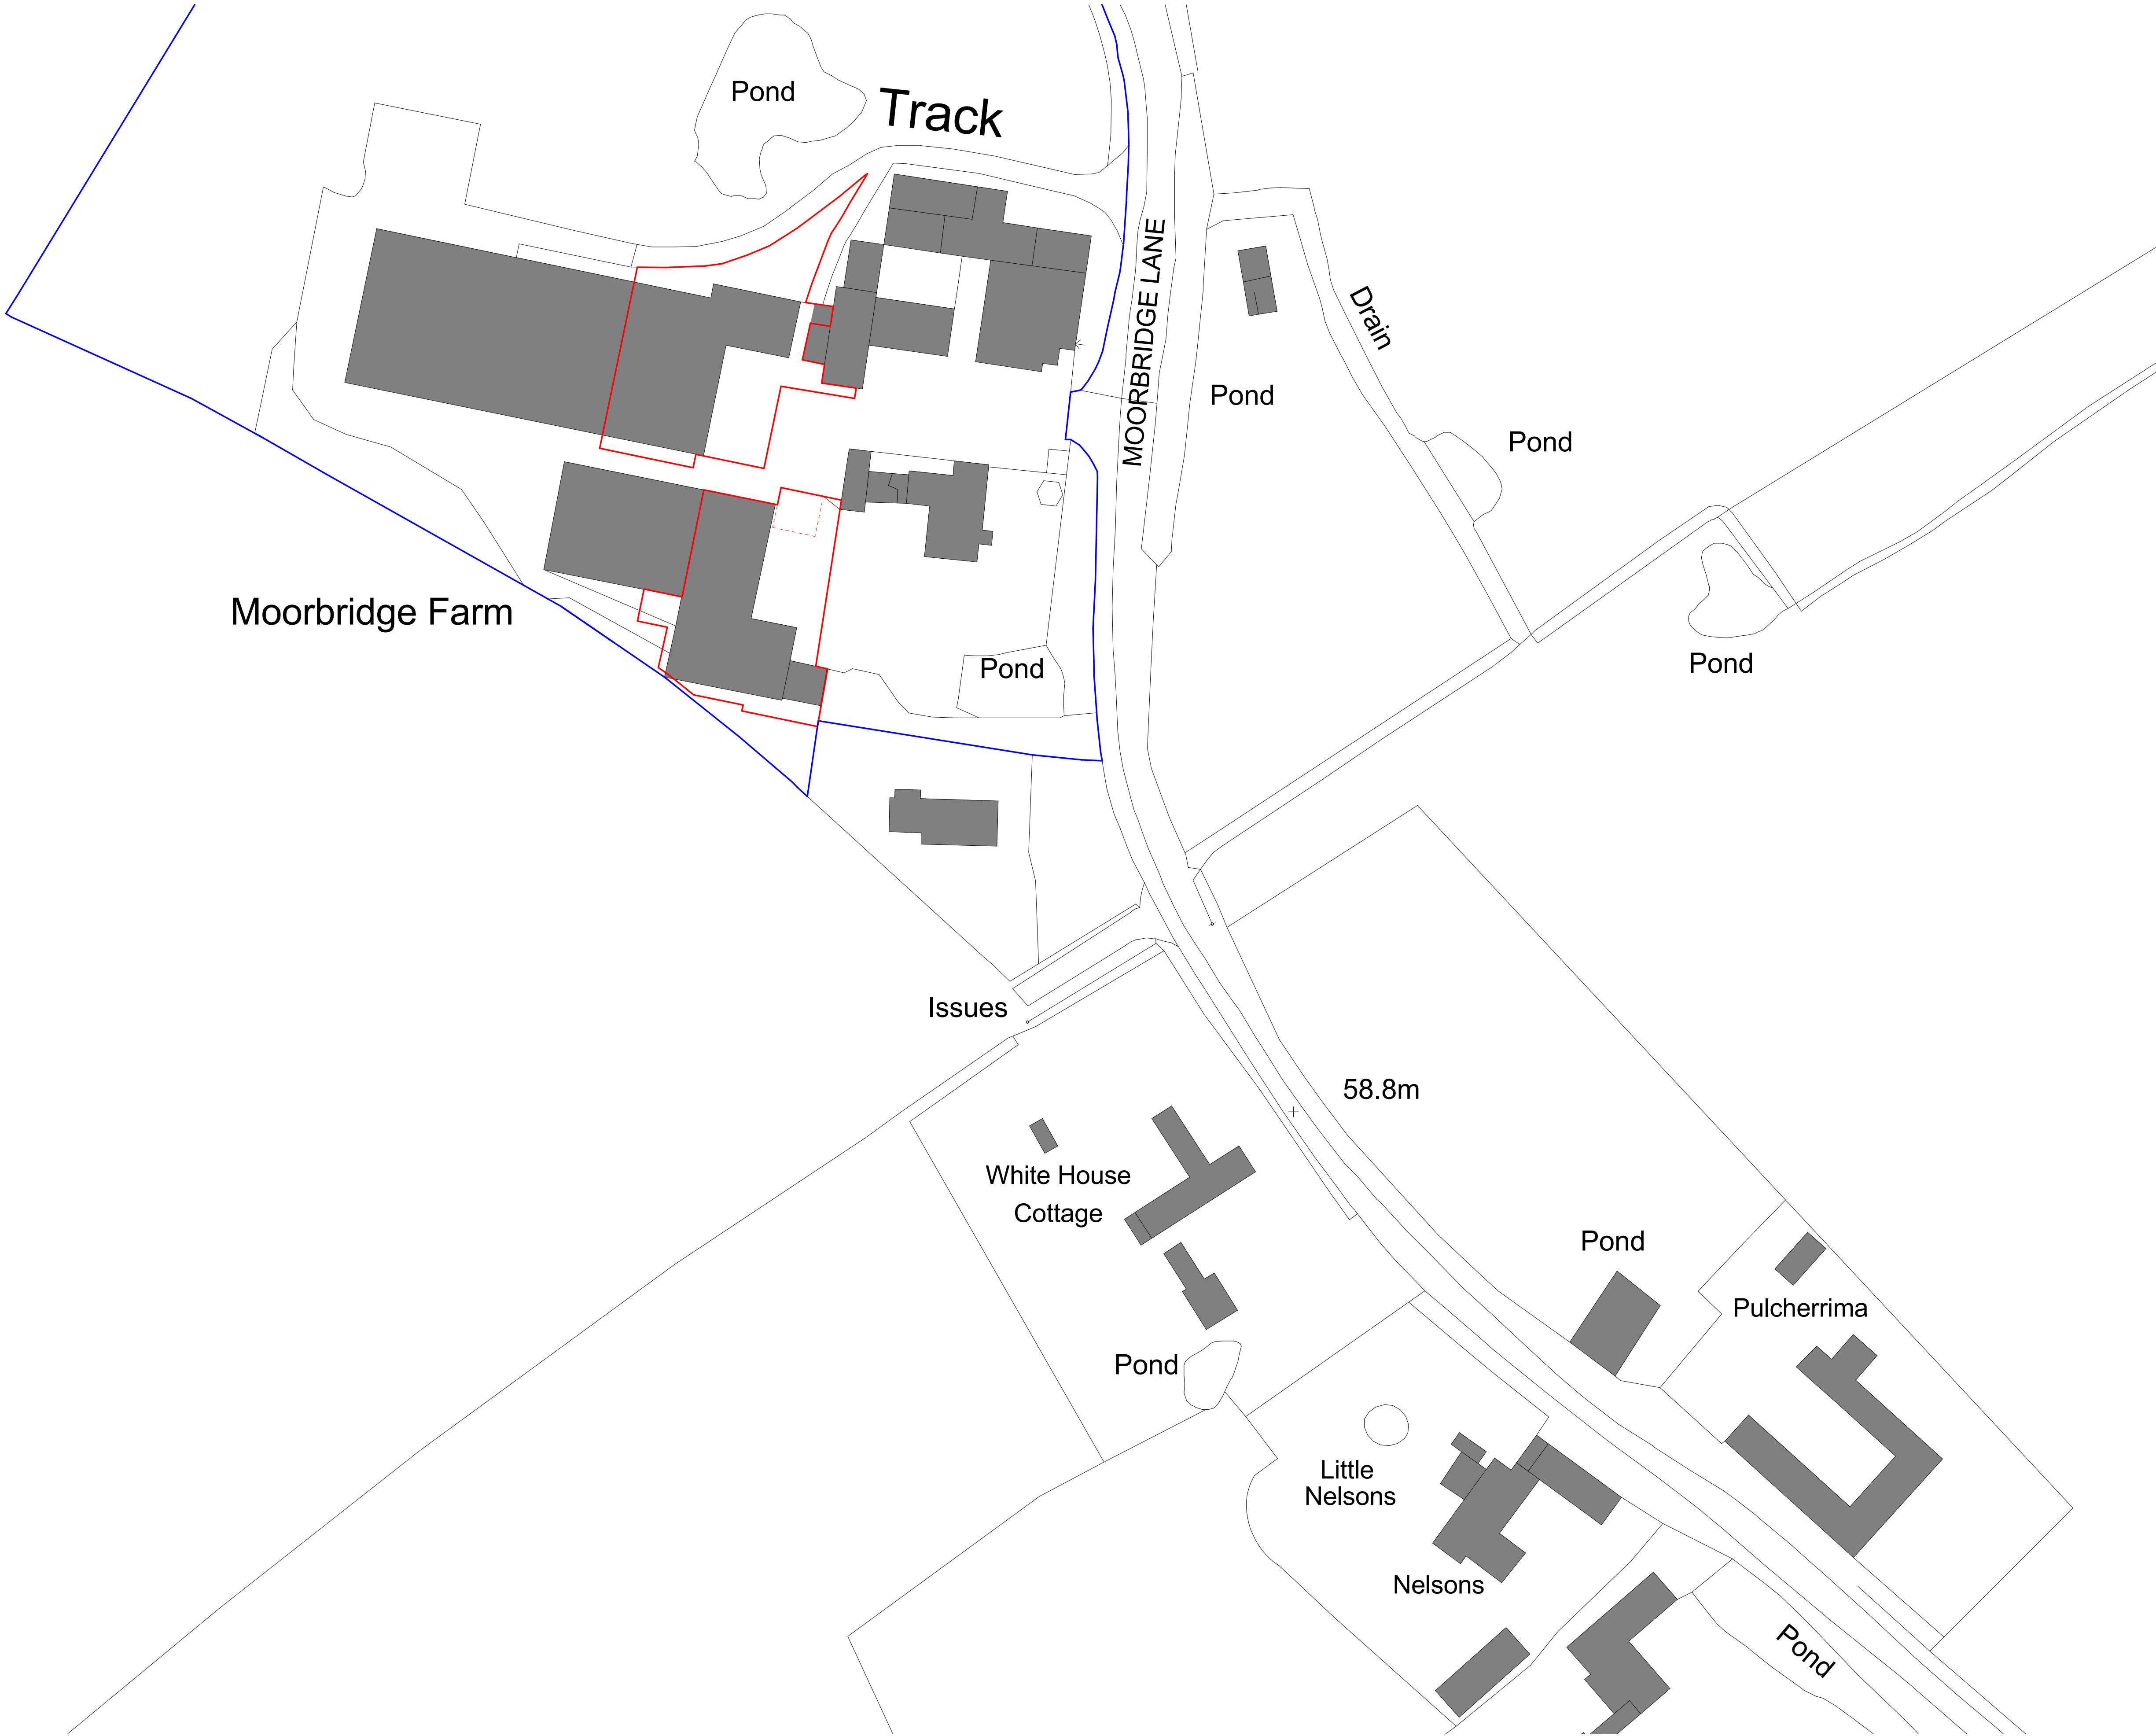 Pond
Track
MOORBRIDGE LANE
Drain
Pond
Pond
Moorbridge Farm
Pond
Pond
Issues
58.8m
White House
Cottage
Pond
Pulcherrima
Pond
Little
Nelsons
Nelsons
Pond